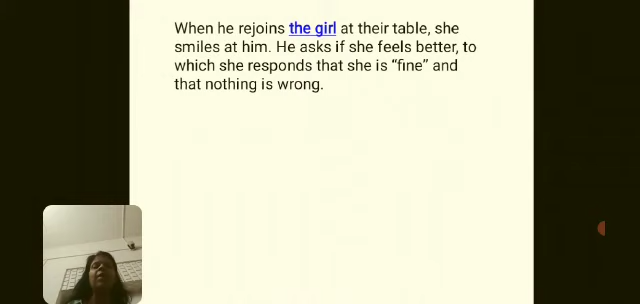 When he rejoins the girl at their table, she
smiles at him. He asks if she feels better, to
which she responds that she is “fine” and
that nothing is wrong.